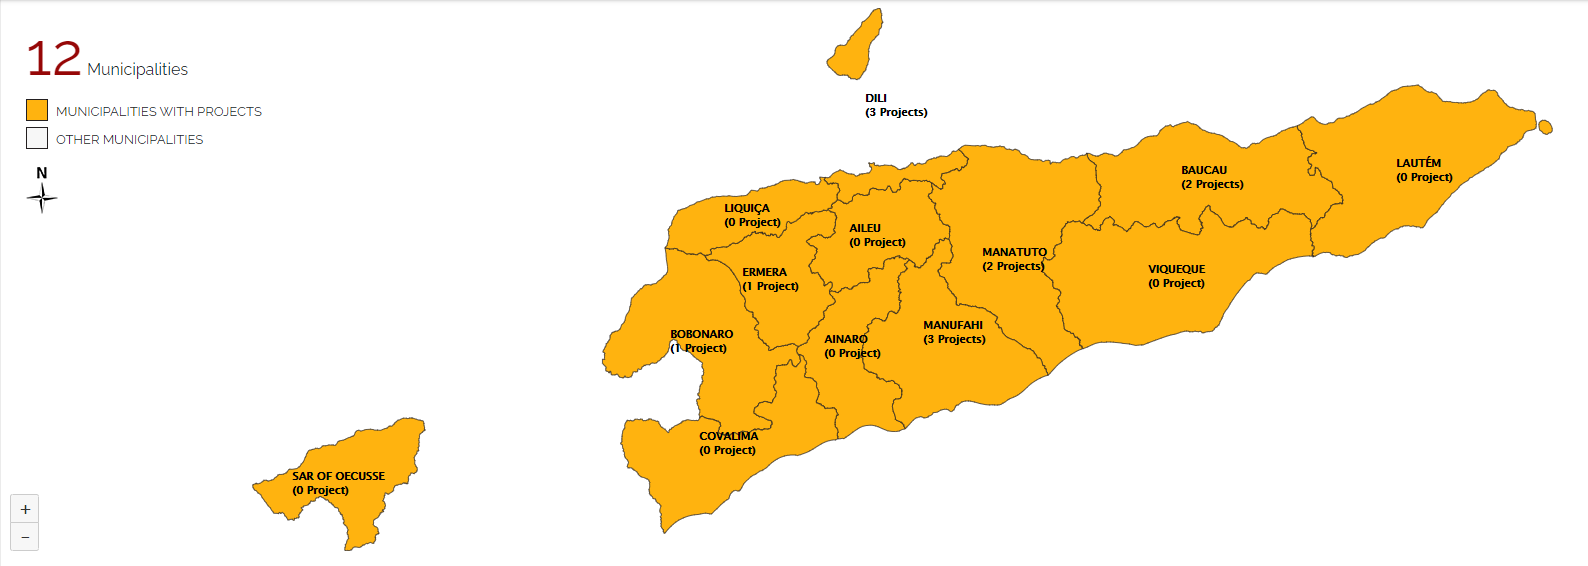 12 Municipalities
MUNICIPALITIES WITH PROJECTS
OTHER MUNICIPALITIES
N
DILI
(3 Projects)
LAUTÉM
(0 Project)
BAUCAU
(2 Projects)
LIQUIÇA
(0 Project)
AILEU
(0 Project)
MANATUTO
(2 Projects)
VIQUEQUE
(0 Project)
ERMERA
(1 Project)
BOBONARO
(1 Project)
AINARO
(0 Project)
MANUFAHI
(3 Projects)
COVALIMA
(0 Project)
SAR OF OECUSSE
(0 Project)
+
−